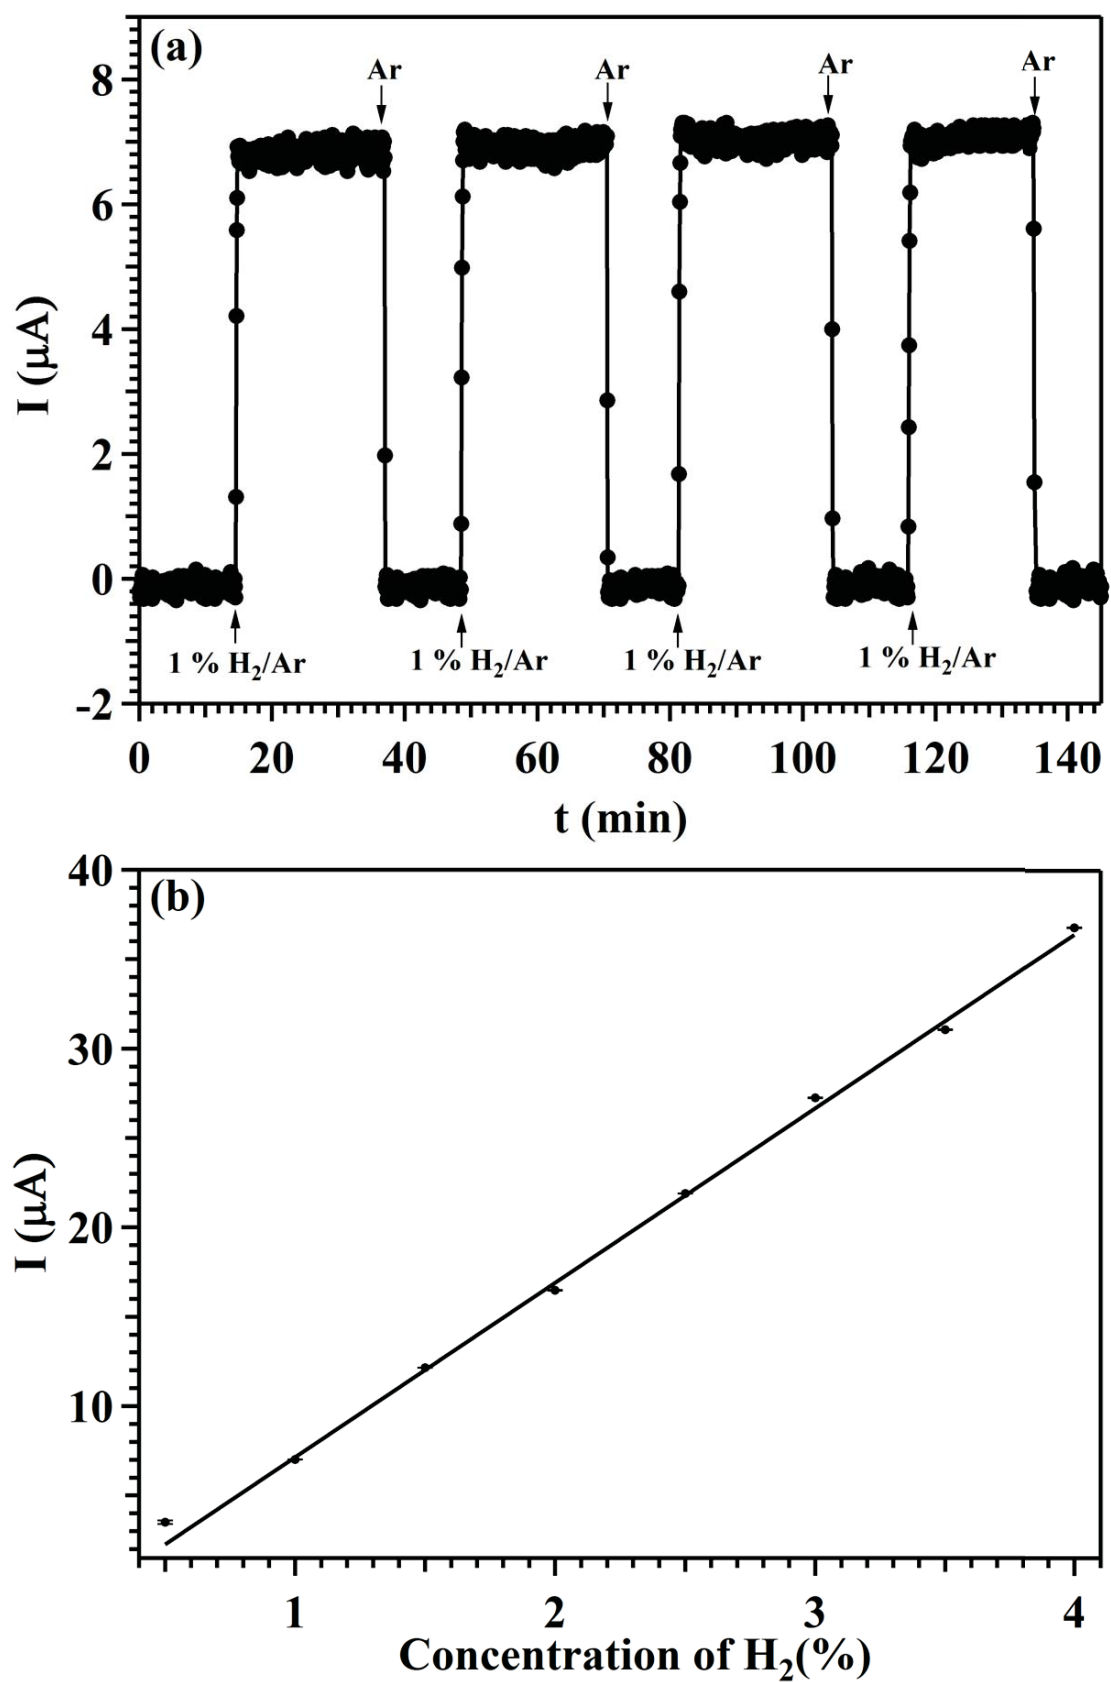 (a)
Ar Ar Ar Ar
8
6
4
2
0
-2
I (μA)
1 % H2/Ar 1 % H2/Ar 1 % H2/Ar 1 % H2/Ar
0 20 40 60 80 100 120 140
t (min)
(b)
40
30
20
10
I (μA)
1 2 3 4
Concentration of H2(%)